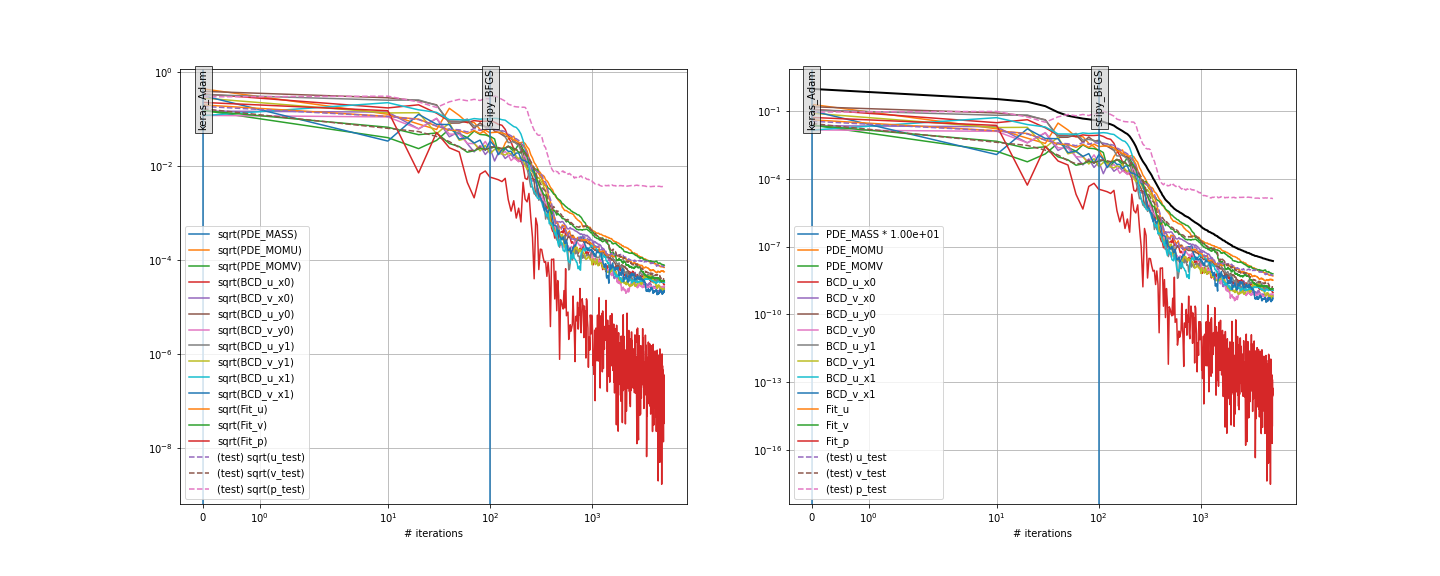 keras_Adam
scipy_BFGS
10⁰
10⁻²
10⁻⁴
10⁻⁶
10⁻⁸
sqrt(PDE_MASS)
sqrt(PDE_MOMU)
sqrt(PDE_MOMV)
sqrt(BCD_u_x0)
sqrt(BCD_v_x0)
sqrt(BCD_u_y0)
sqrt(BCD_v_y0)
sqrt(BCD_u_y1)
sqrt(BCD_v_y1)
sqrt(BCD_u_x1)
sqrt(BCD_v_x1)
sqrt(Fit_u)
sqrt(Fit_v)
sqrt(Fit_p)
(test) sqrt(u_test)
(test) sqrt(v_test)
(test) sqrt(p_test)
0 10⁰ 10¹ 10² 10³
# iterations
keras_Adam
scipy_BFGS
10⁻¹
10⁻⁴
10⁻⁷
10⁻¹⁰
10⁻¹³
10⁻¹⁶
PDE_MASS * 1.00e+01
PDE_MOMU
PDE_MOMV
BCD_u_x0
BCD_v_x0
BCD_u_y0
BCD_v_y0
BCD_u_y1
BCD_v_y1
BCD_u_x1
BCD_v_x1
Fit_u
Fit_v
Fit_p
(test) u_test
(test) v_test
(test) p_test
0 10⁰ 10¹ 10² 10³
# iterations